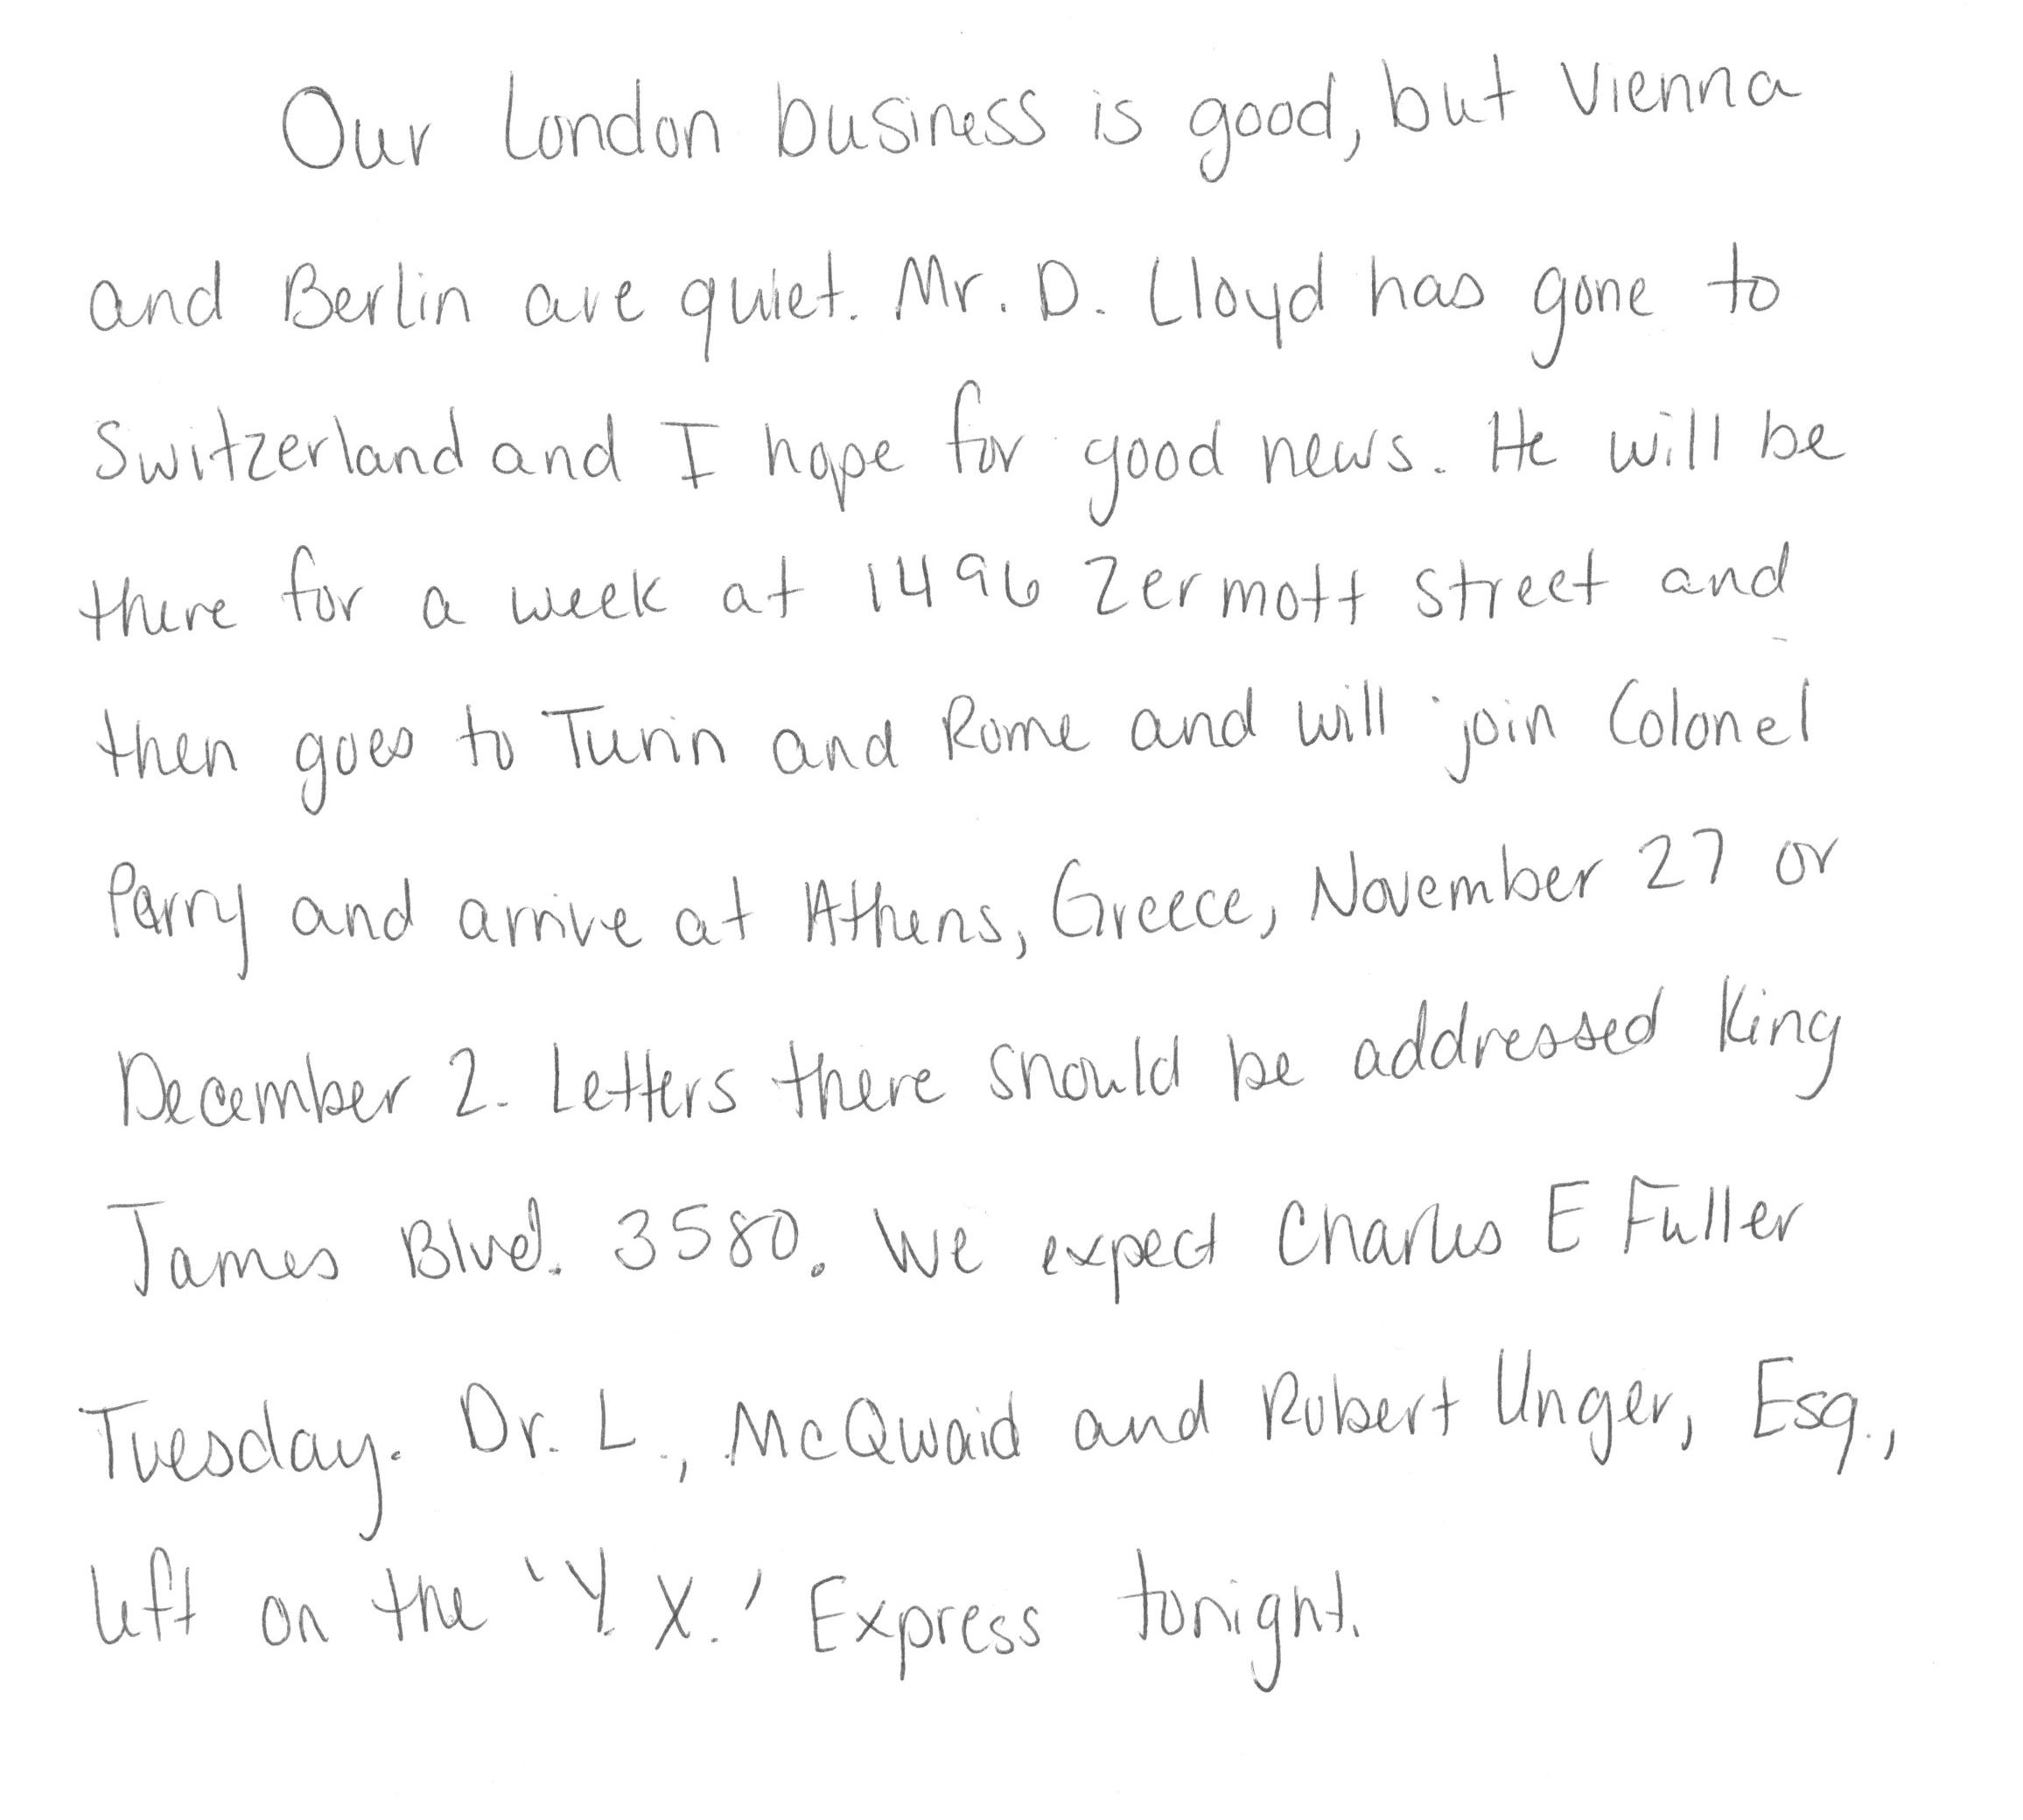 Our London business is good, but Vienna
and Berlin are quiet. Mr. D. Lloyd has gone to
Switzerland and I hope for good news. He will be
there for a week at 1496 Zermott street and
then goes to Turin and Rome and will join Colonel
Parry and arrive at Athens, Greece, November 27 or
December 2. Letters there should be addressed King
James Blvd. 3580. We expect Charles E Fuller
Tuesday. Dr. L., McQuaid and Robert Unger, Esq.,
left on the 'Y. X.' Express tonight.